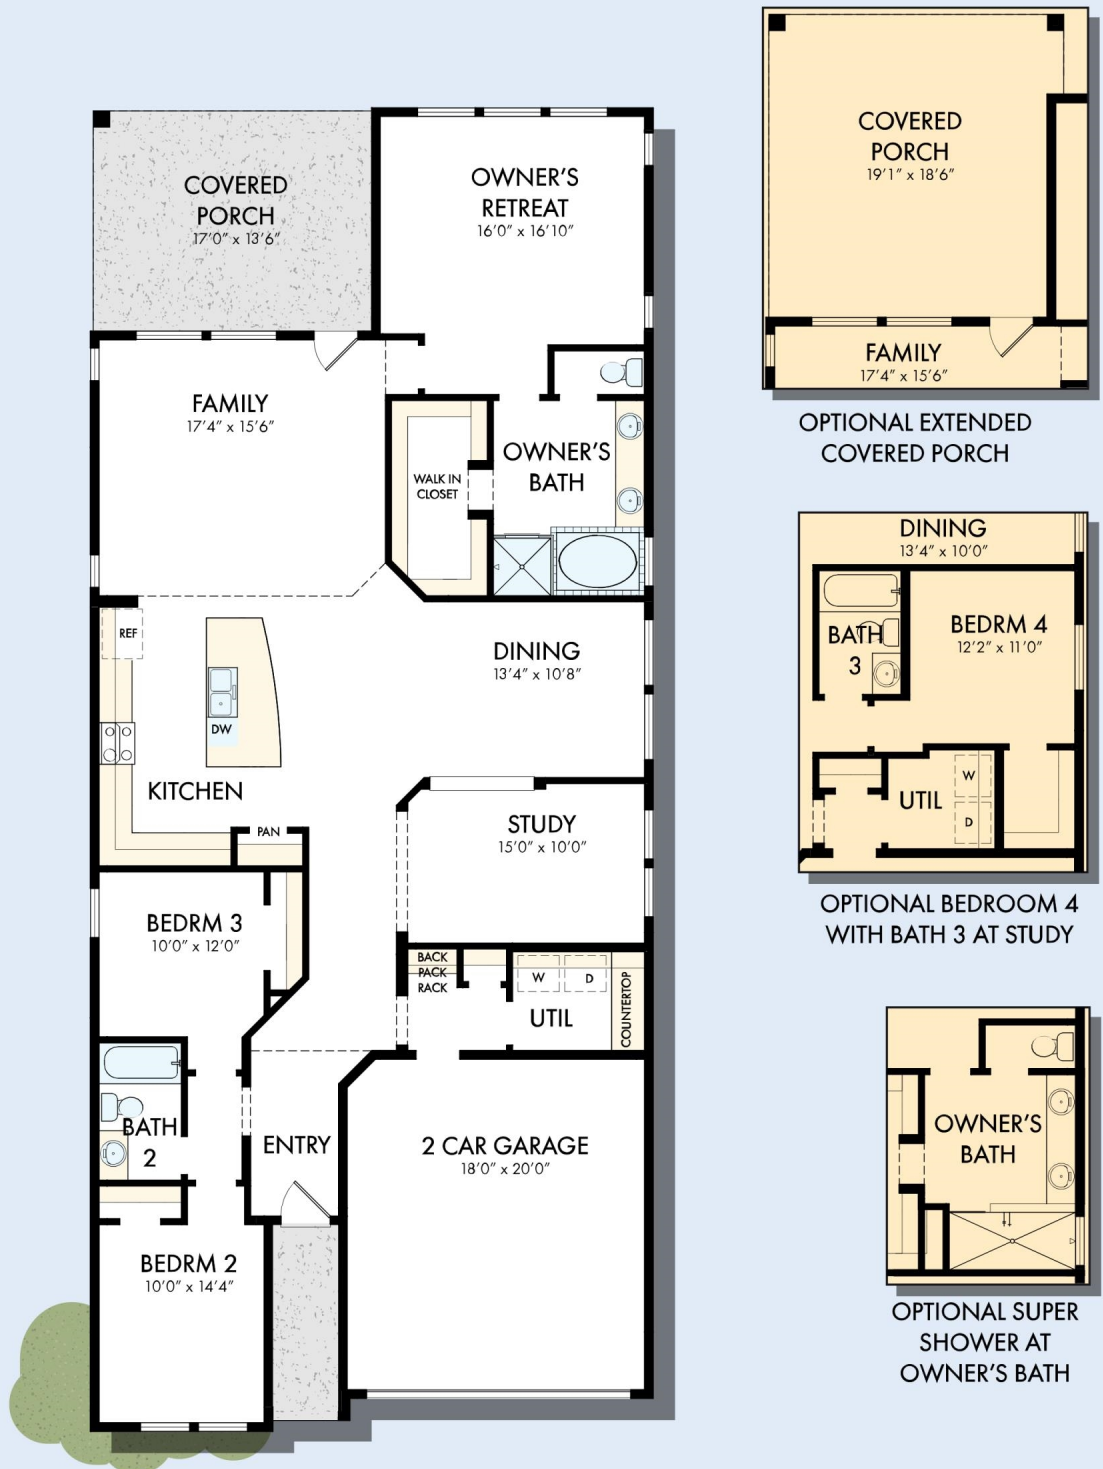 COVERED
PORCH
17'0" x 13'6"
OWNER'S
RETREAT
16'0" x 16'10"
FAMILY
17'4" x 15'6"
WALK IN
CLOSET
OWNER'S
BATH
REF
DW
KITCHEN
PAN
DINING
13'4" x 10'8"
STUDY
15'0" x 10'0"
BEDRM 3
10'0" x 12'0"
BACK
PACK
RACK
W
D
UTIL
COUNTERTOP
BATH
2
ENTRY
2 CAR GARAGE
18'0" x 20'0"
BEDRM 2
10'0" x 14'4"
COVERED
PORCH
19'1" x 18'6"
FAMILY
17'4" x 15'6"
OPTIONAL EXTENDED
COVERED PORCH
DINING
13'4" x 10'0"
BATH
3
BEDRM 4
12'2" x 11'0"
UTIL
W
D
OPTIONAL BEDROOM 4
WITH BATH 3 AT STUDY
OWNER'S
BATH
OPTIONAL SUPER
SHOWER AT
OWNER'S BATH